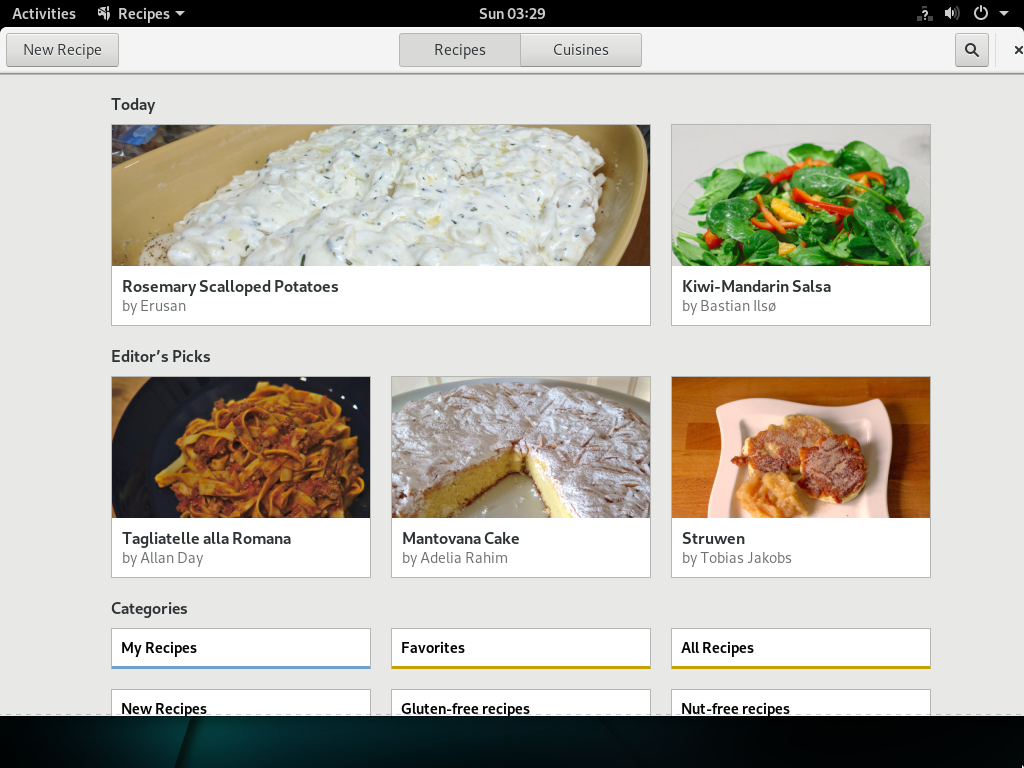 Activities Recipes Sun 03:29
New Recipe Recipes Cuisines
Today
Rosemary Scalloped Potatoes
by Erusan
Kiwi-Mandarin Salsa
by Bastian Ilsø
Editor’s Picks
Tagliatelle alla Romana
by Allan Day
Mantovana Cake
by Adelia Rahim
Struwen
by Tobias Jakobs
Categories
My Recipes Favorites All Recipes
New Recipes Gluten-free recipes Nut-free recipes